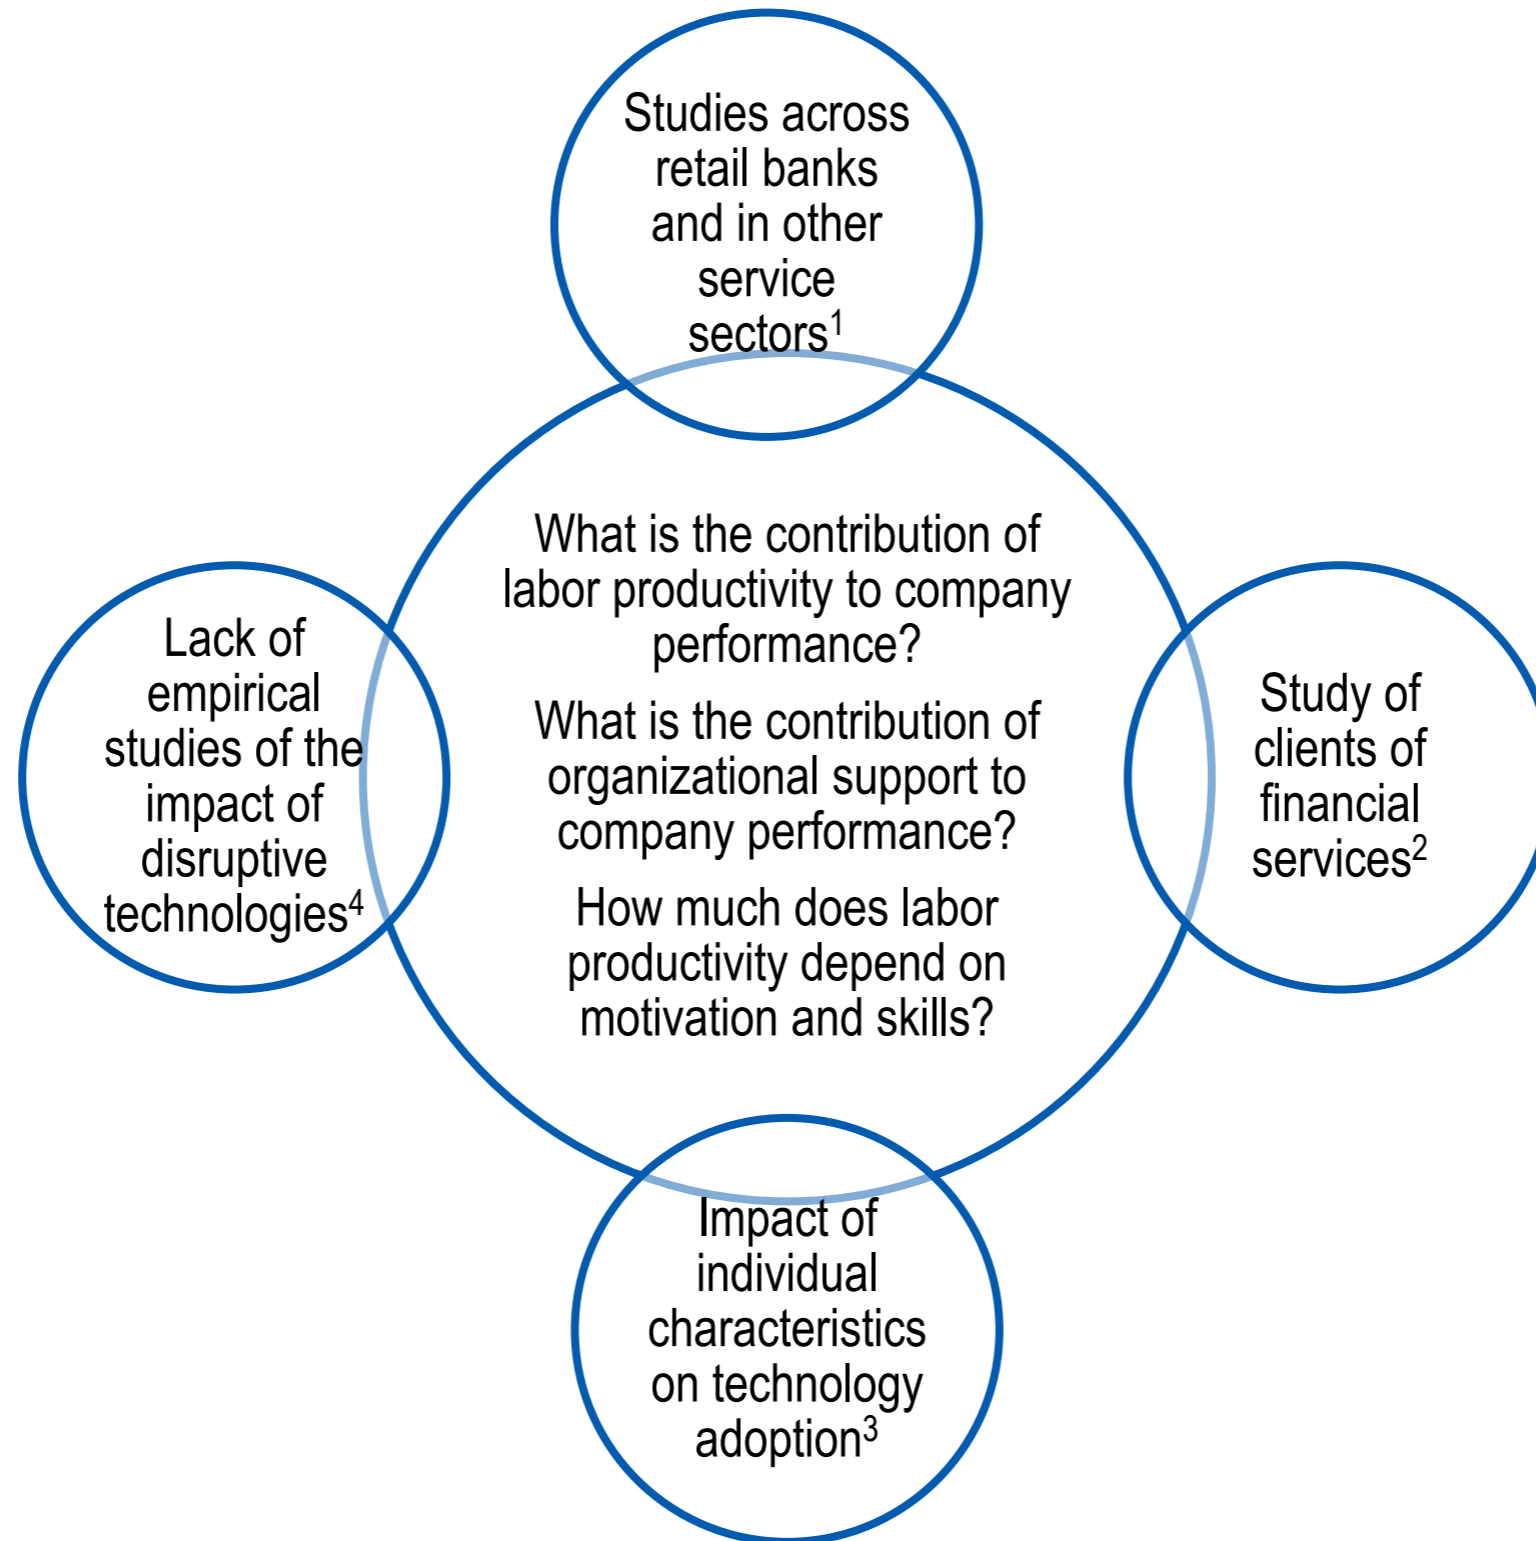 Studies across
retail banks
and in other
service
sectors¹
What is the contribution of
labor productivity to company
performance?
What is the contribution of
organizational support to
company performance?
How much does labor
productivity depend on
motivation and skills?
Lack of
empirical
studies of the
impact of
disruptive
technologies⁴
Study of
clients of
financial
services²
Impact of
individual
characteristics
on technology
adoption³